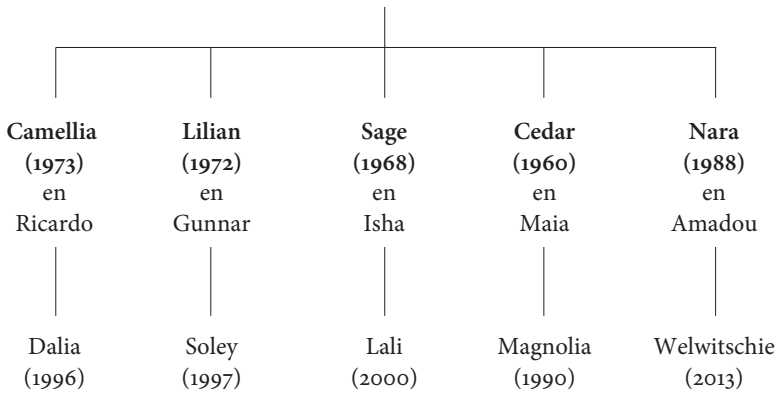 Camellia Lilian Sage Cedar Nara
(1973) (1972) (1968) (1960) (1988)
en en en en en
Ricardo Gunnar Isha Maia Amadou
Dalia Soley Lali Magnolia Welwitschie
(1996) (1997) (2000) (1990) (2013)